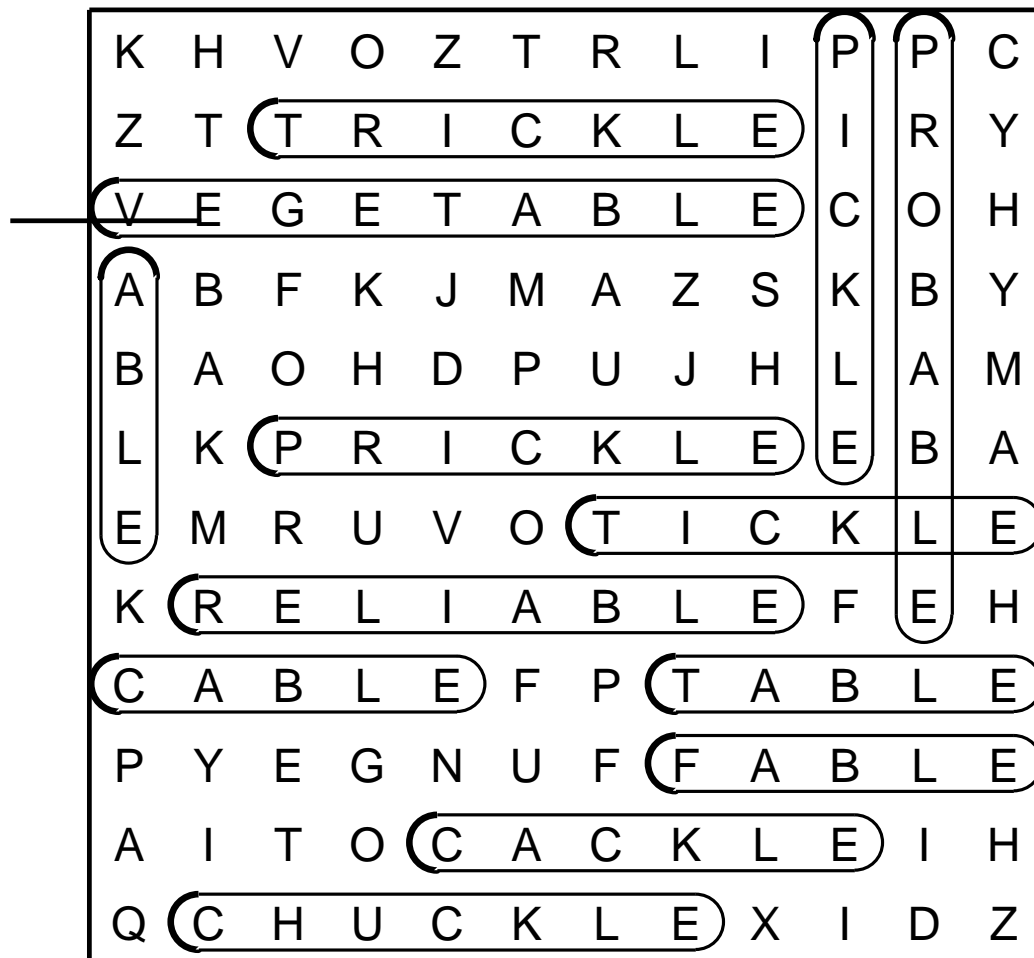 K H V O Z T R L I P P C
Z T T R I C K L E I R Y
V E G E T A B L E C O H
A B F K J M A Z S K B Y
B A O H D P U J H L A M
L K P R I C K L E E B A
E M R U V O T I C K L E
K R E L I A B L E F E H
C A B L E F P T A B L E
P Y E G N U F F A B L E
A I T O C A C K L E I H
Q C H U C K L E X I D Z